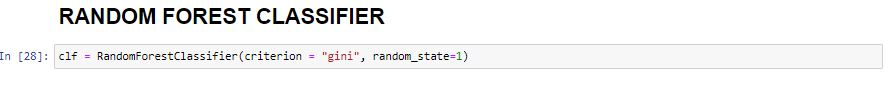 RANDOM FOREST CLASSIFIER
In [28]: clf = RandomForestClassifier(criterion = "gini", random_state=1)